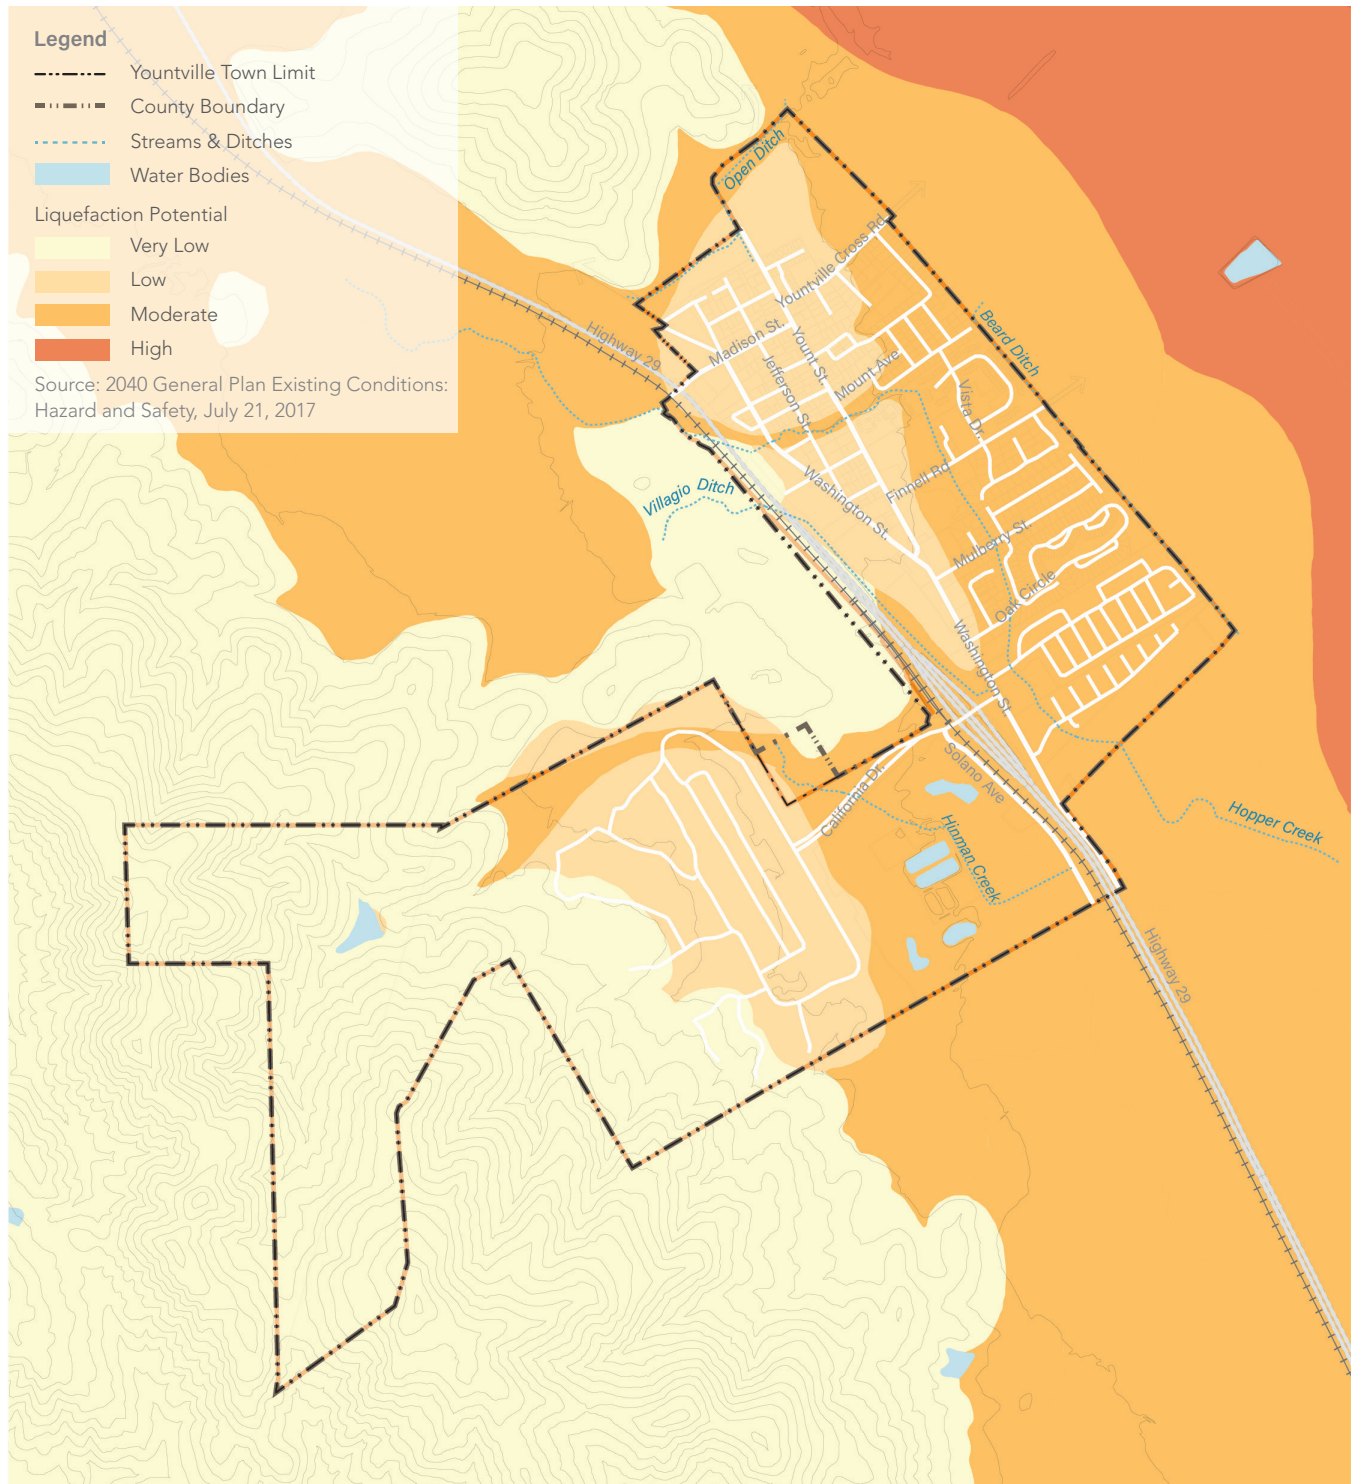 Legend
Yountville Town Limit
County Boundary
Streams & Ditches
Water Bodies
Liquefaction Potential
Very Low
Low
Moderate
High
Source: 2040 General Plan Existing Conditions:
Hazard and Safety, July 21, 2017
Open Ditch
Yountville Cross Rd
Highway 29
Madison St.
Yount St.
Jefferson St.
Mount Ave
Beard Ditch
Vista Dr.
Villagio Ditch
Washington St.
Finnell Rd
Mulberry St.
Oak Circle
Washington St.
Solano Ave
California Dr.
Hinman Creek
Hopper Creek
Highway 29